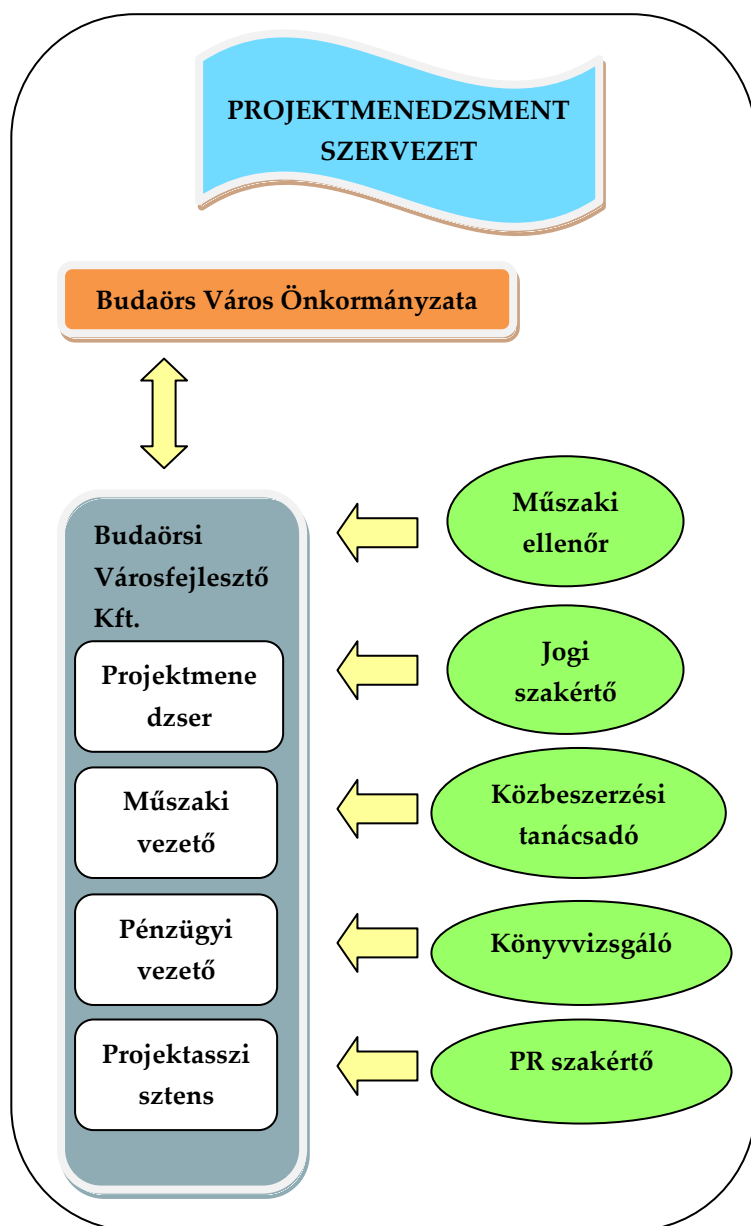 PROJEKTMENEDZSMENT
SZERVEZET
Budaörs Város Önkormányzata
Budaörsi
Városfejlesztő
Kft.
Projektmene
dzser
Műszaki
vezető
Pénzügyi
vezető
Projektasszi
sztens
Műszaki
ellenőr
Jogi
szakértő
Közbeszerzési
tanácsadó
Könyvvizsgáló
PR szakértő